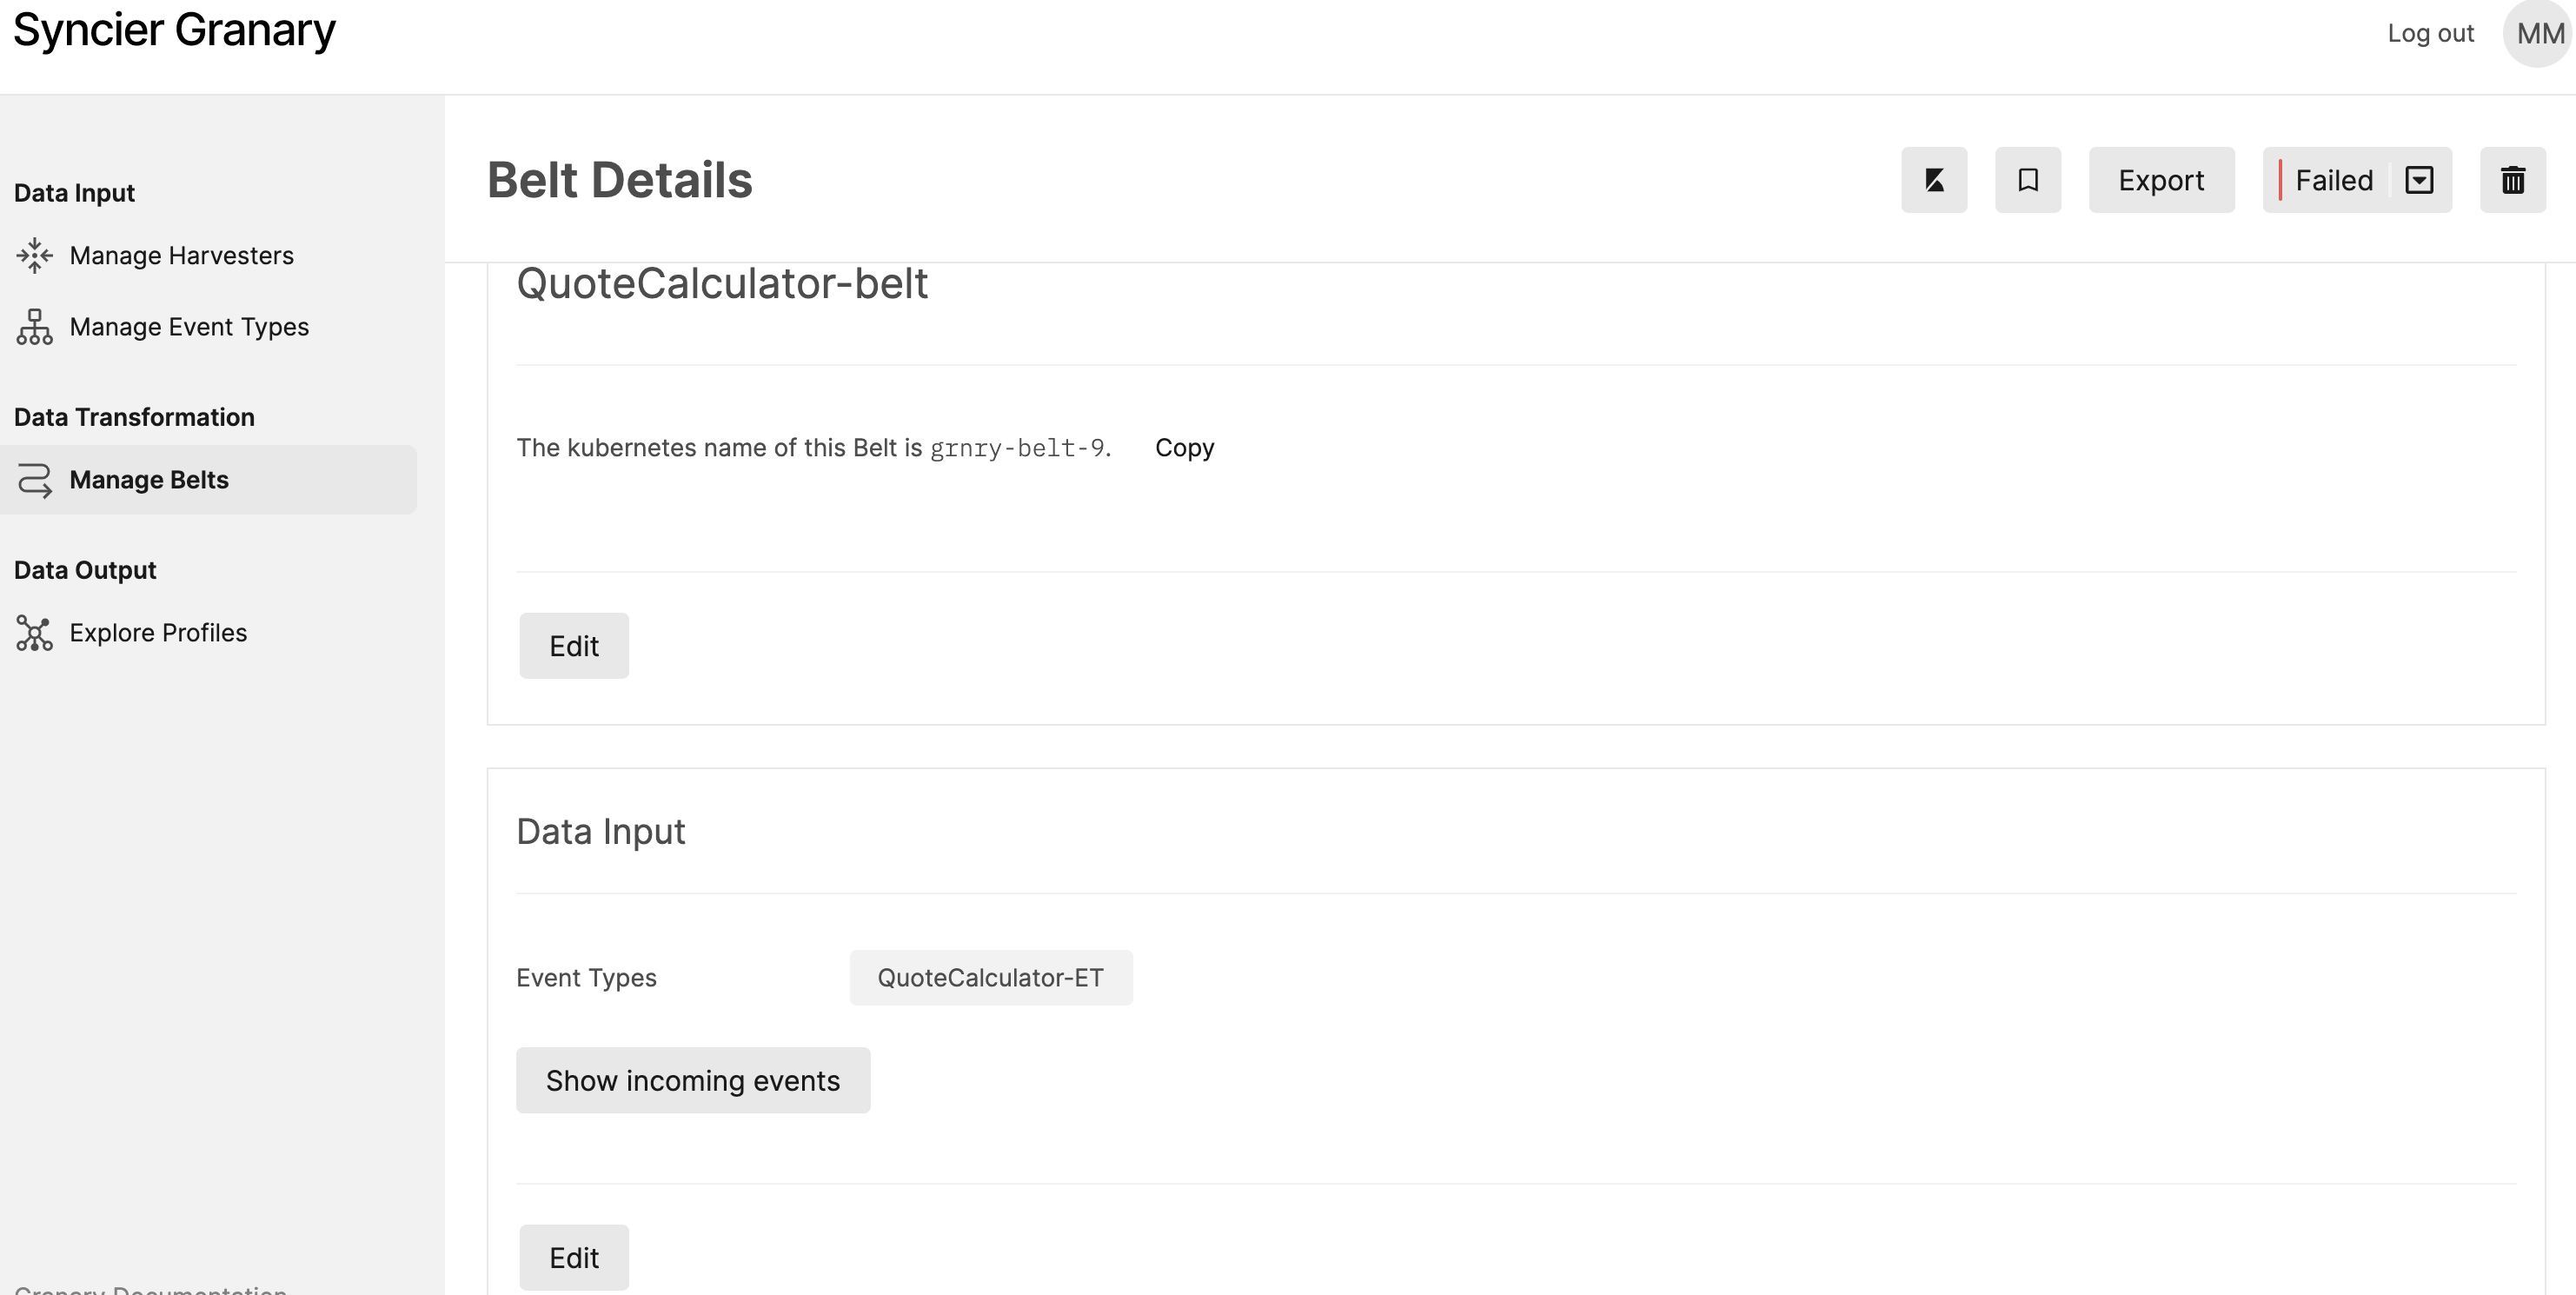 Syncier Granary
Log out
MM
Data Input
Manage Harvesters
Manage Event Types
Data Transformation
Manage Belts
Data Output
Explore Profiles
Granary Documentation
Belt Details
Export
Failed
QuoteCalculator-belt
The kubernetes name of this Belt is grnry-belt-9.
Copy
Edit
Data Input
Event Types
QuoteCalculator-ET
Show incoming events
Edit